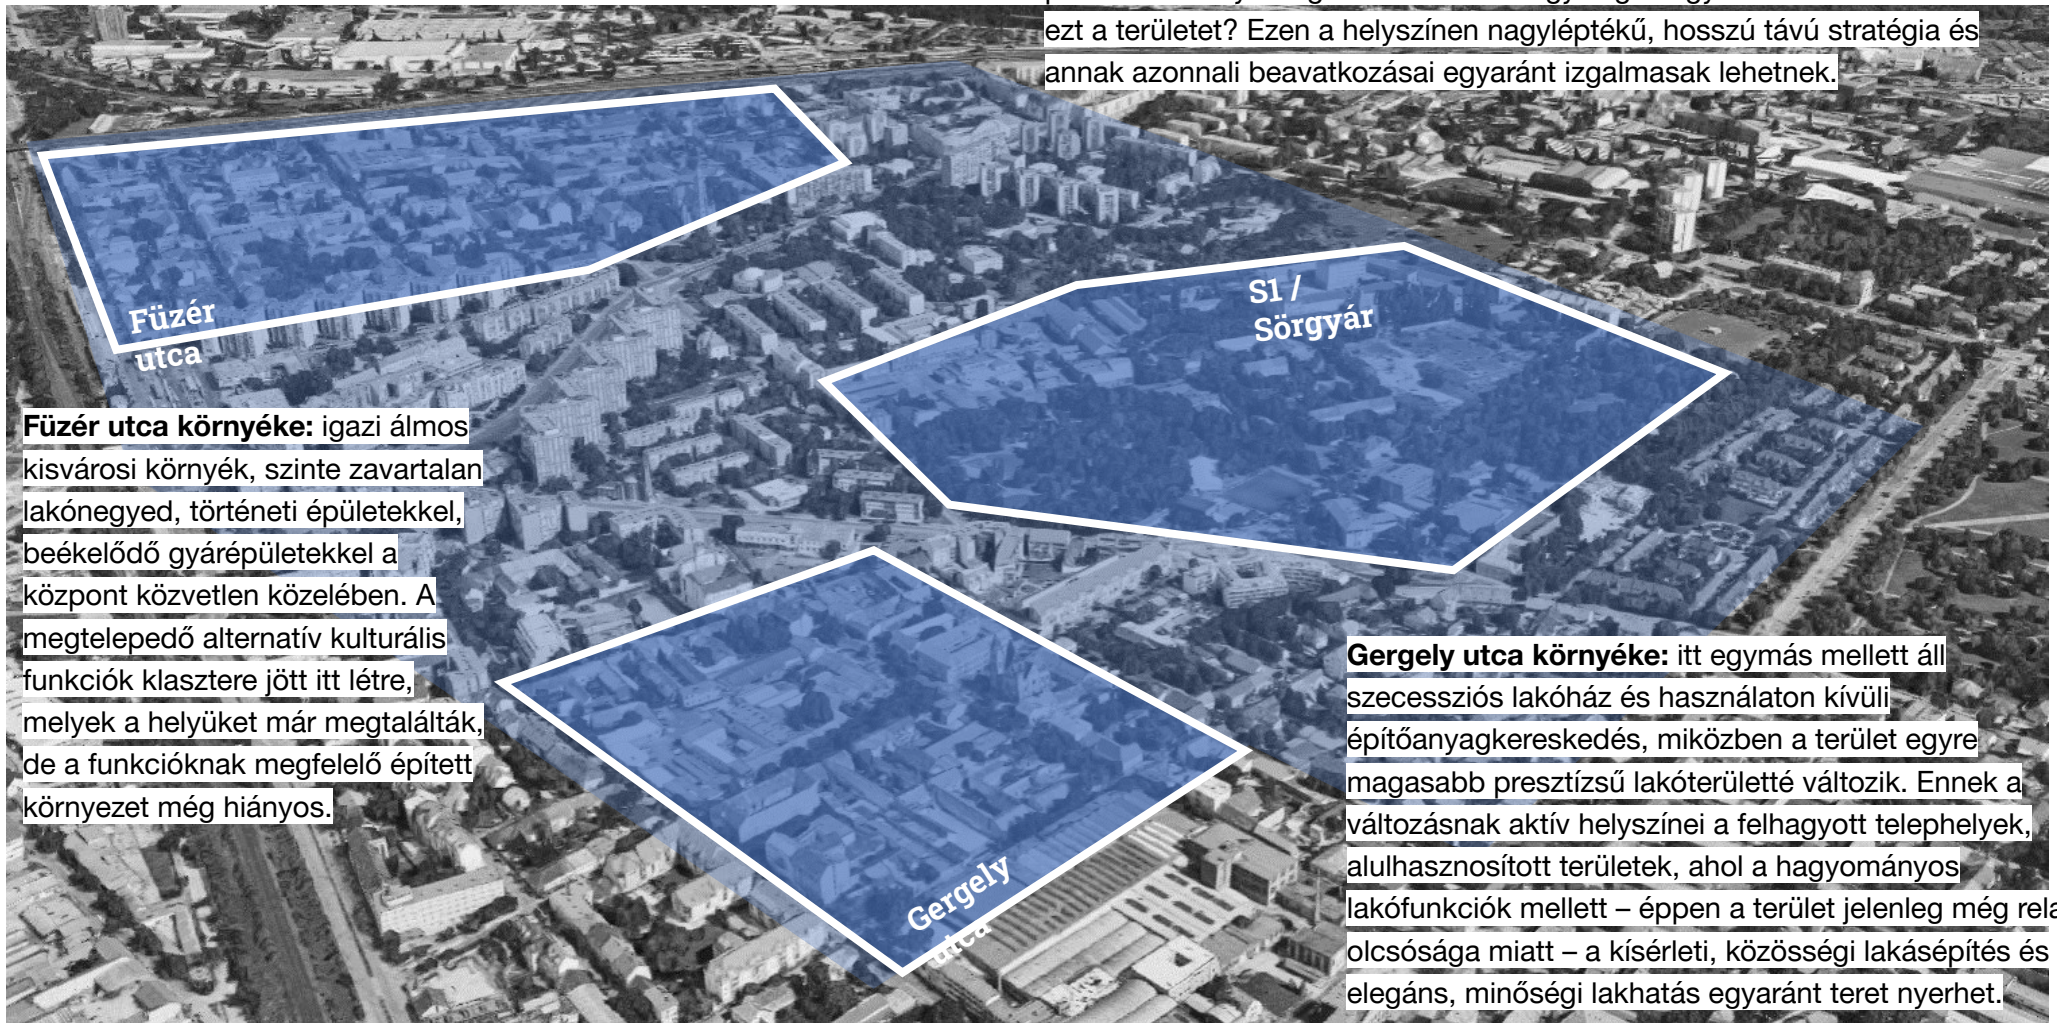 ezt a területet? Ezen a helyszínen nagyléptékű, hosszú távú stratégia és
annak azonnali beavatkozásai egyaránt izgalmasak lehetnek.
Füzér
utca
S1 /
Sörgyár
Füzér utca környéke: igazi álmos
kisvárosi környék, szinte zavartalan
lakónegyed, történeti épületekkel,
beékelődő gyárépületekkel a
központ közvetlen közelében. A
megtelepedő alternatív kulturális
funkciók klasztere jött itt létre,
melyek a helyüket már megtalálták,
de a funkcióknak megfelelő épített
környezet még hiányos.
Gergely
utca
Gergely utca környéke: itt egymás mellett áll
szecessziós lakóház és használaton kívüli
építőanyagkereskedés, miközben a terület egyre
magasabb presztízsű lakóterületté változik. Ennek a
változásnak aktív helyszínei a felhagyott telephelyek,
alulhasznosított területek, ahol a hagyományos
lakófunkciók mellett – éppen a terület jelenleg még rela
olcsósága miatt – a kísérleti, közösségi lakásépítés és
elegáns, minőségi lakhatás egyaránt teret nyerhet.